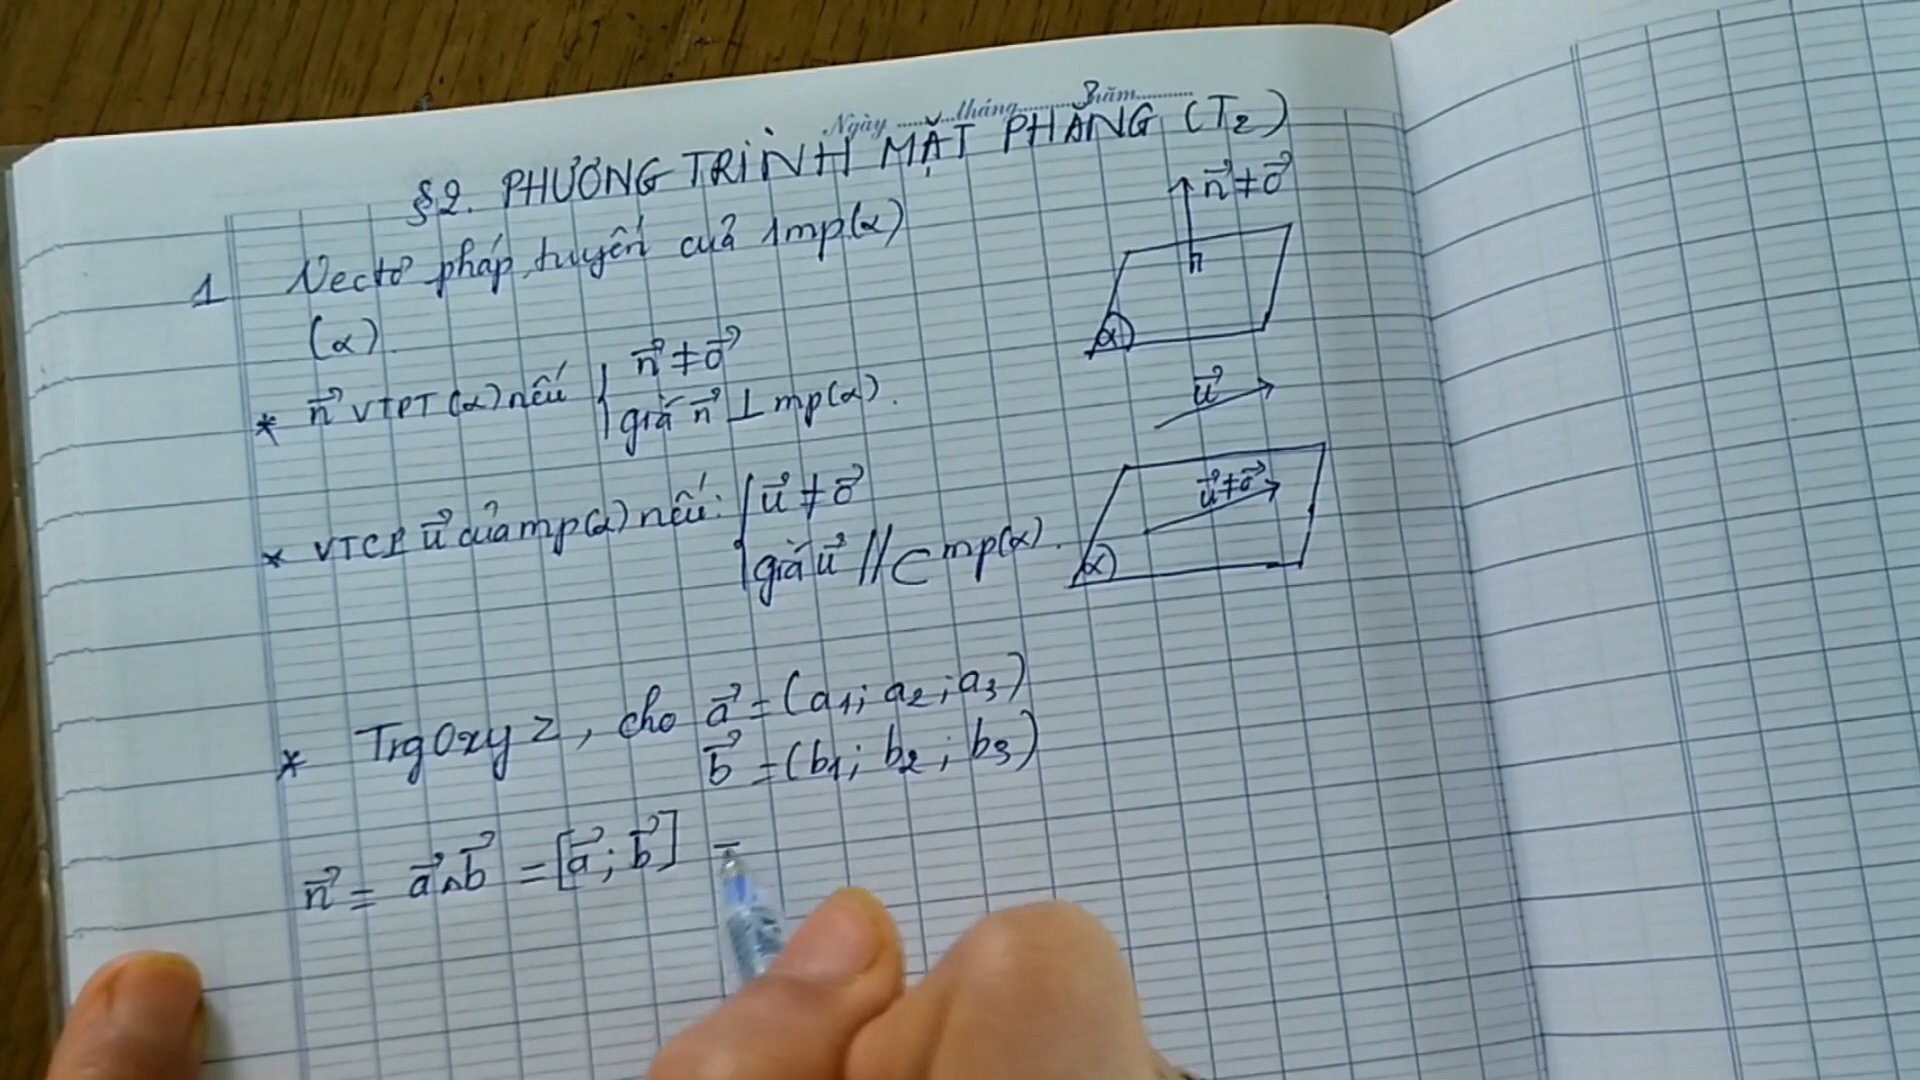 Ngày ......tháng..........năm..........
§2. PHƯƠNG TRÌNH MẶT PHẲNG (T2)
1 Vectơ pháp tuyến của 1mp(α)
n⃗ ≠ 0⃗
(α)
α
* n⃗ VTPT (α) nếu { n⃗ ≠ 0⃗
giá n⃗ ⊥ mp(α).
u⃗
* VTCP u⃗ của mp(α) nếu: { u⃗ ≠ 0⃗
giá u⃗ // ⊂ mp(α).
u⃗ ≠ 0⃗
α
* Trg Oxyz, cho a⃗ = (a₁; a₂; a₃)
b⃗ = (b₁; b₂; b₃)
n⃗ = a⃗ ∧ b⃗ = [a⃗; b⃗] =